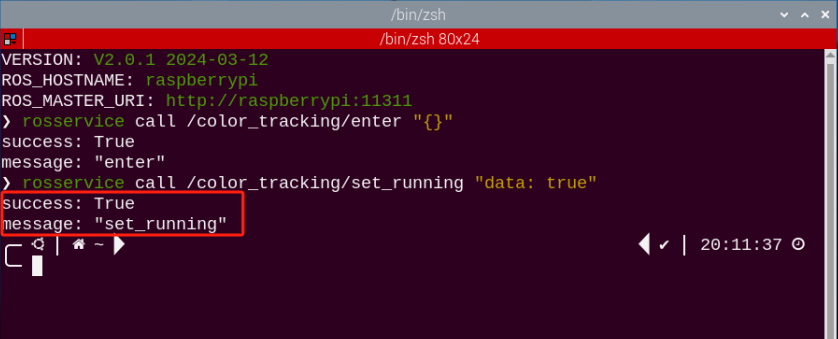 /bin/zsh
/bin/zsh 80x24
VERSION: V2.0.1 2024-03-12
ROS_HOSTNAME: raspberrypi
ROS_MASTER_URI: http://raspberrypi:11311
❯ rosservice call /color_tracking/enter "{}"
success: True
message: "enter"
❯ rosservice call /color_tracking/set_running "data: true"
success: True
message: "set_running"
~ ✔ 20:11:37